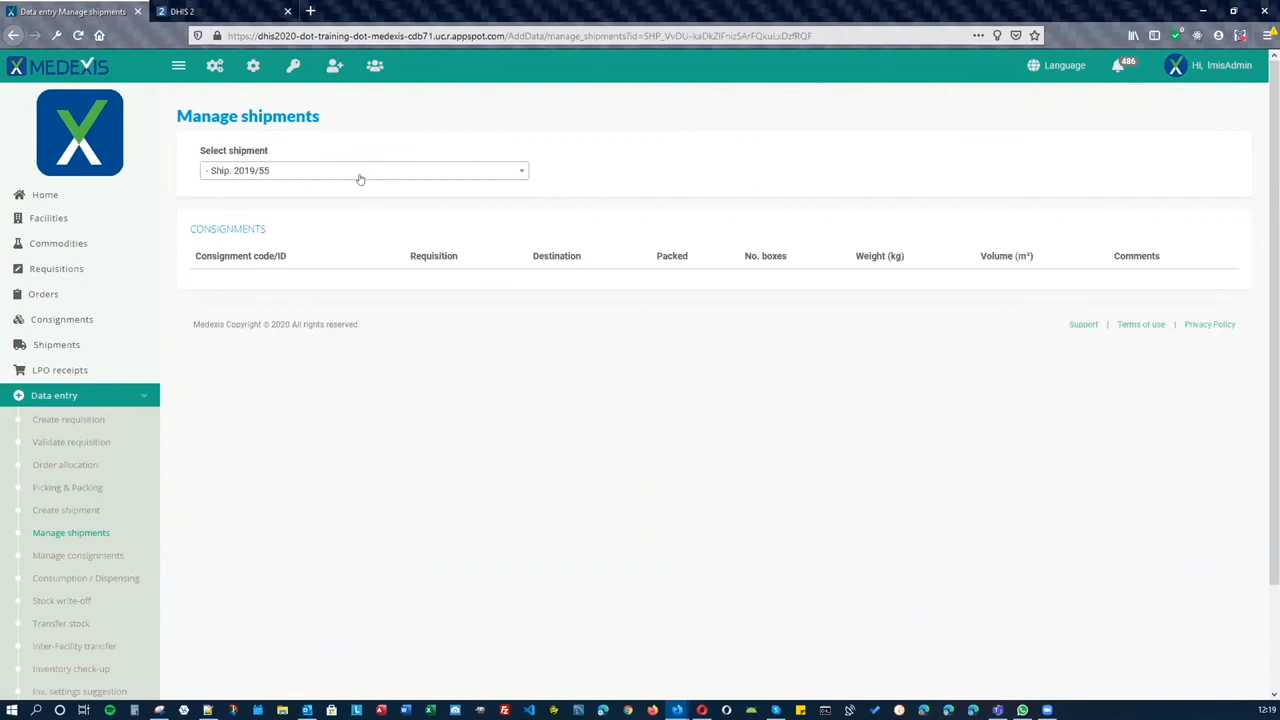 Data entry Manage shipments
DHIS 2
https://dhis2020-dot-training-dot-medexis-cdb71.uc.r.appspot.com/AddData/manage_shipments?id=SHP_VvDU-kaDkZIFnizSArFQkuLxDzfRQF
MEDEXIS
Language
486
Hi, lmisAdmin
Manage shipments
Select shipment
- Ship. 2019/55
CONSIGNMENTS
Consignment code/ID Requisition Destination Packed No. boxes Weight (kg) Volume (m³) Comments
Medexis Copyright © 2020 All rights reserved.
Support | Terms of use | Privacy Policy
Home
Facilities
Commodities
Requisitions
Orders
Consignments
Shipments
LPO receipts
Data entry
Create requisition
Validate requisition
Order allocation
Picking & Packing
Create shipment
Manage shipments
Manage consignments
Consumption / Dispensing
Stock write-off
Transfer stock
Inter-Facility transfer
Inventory check-up
Inv. settings suggestion
12:19